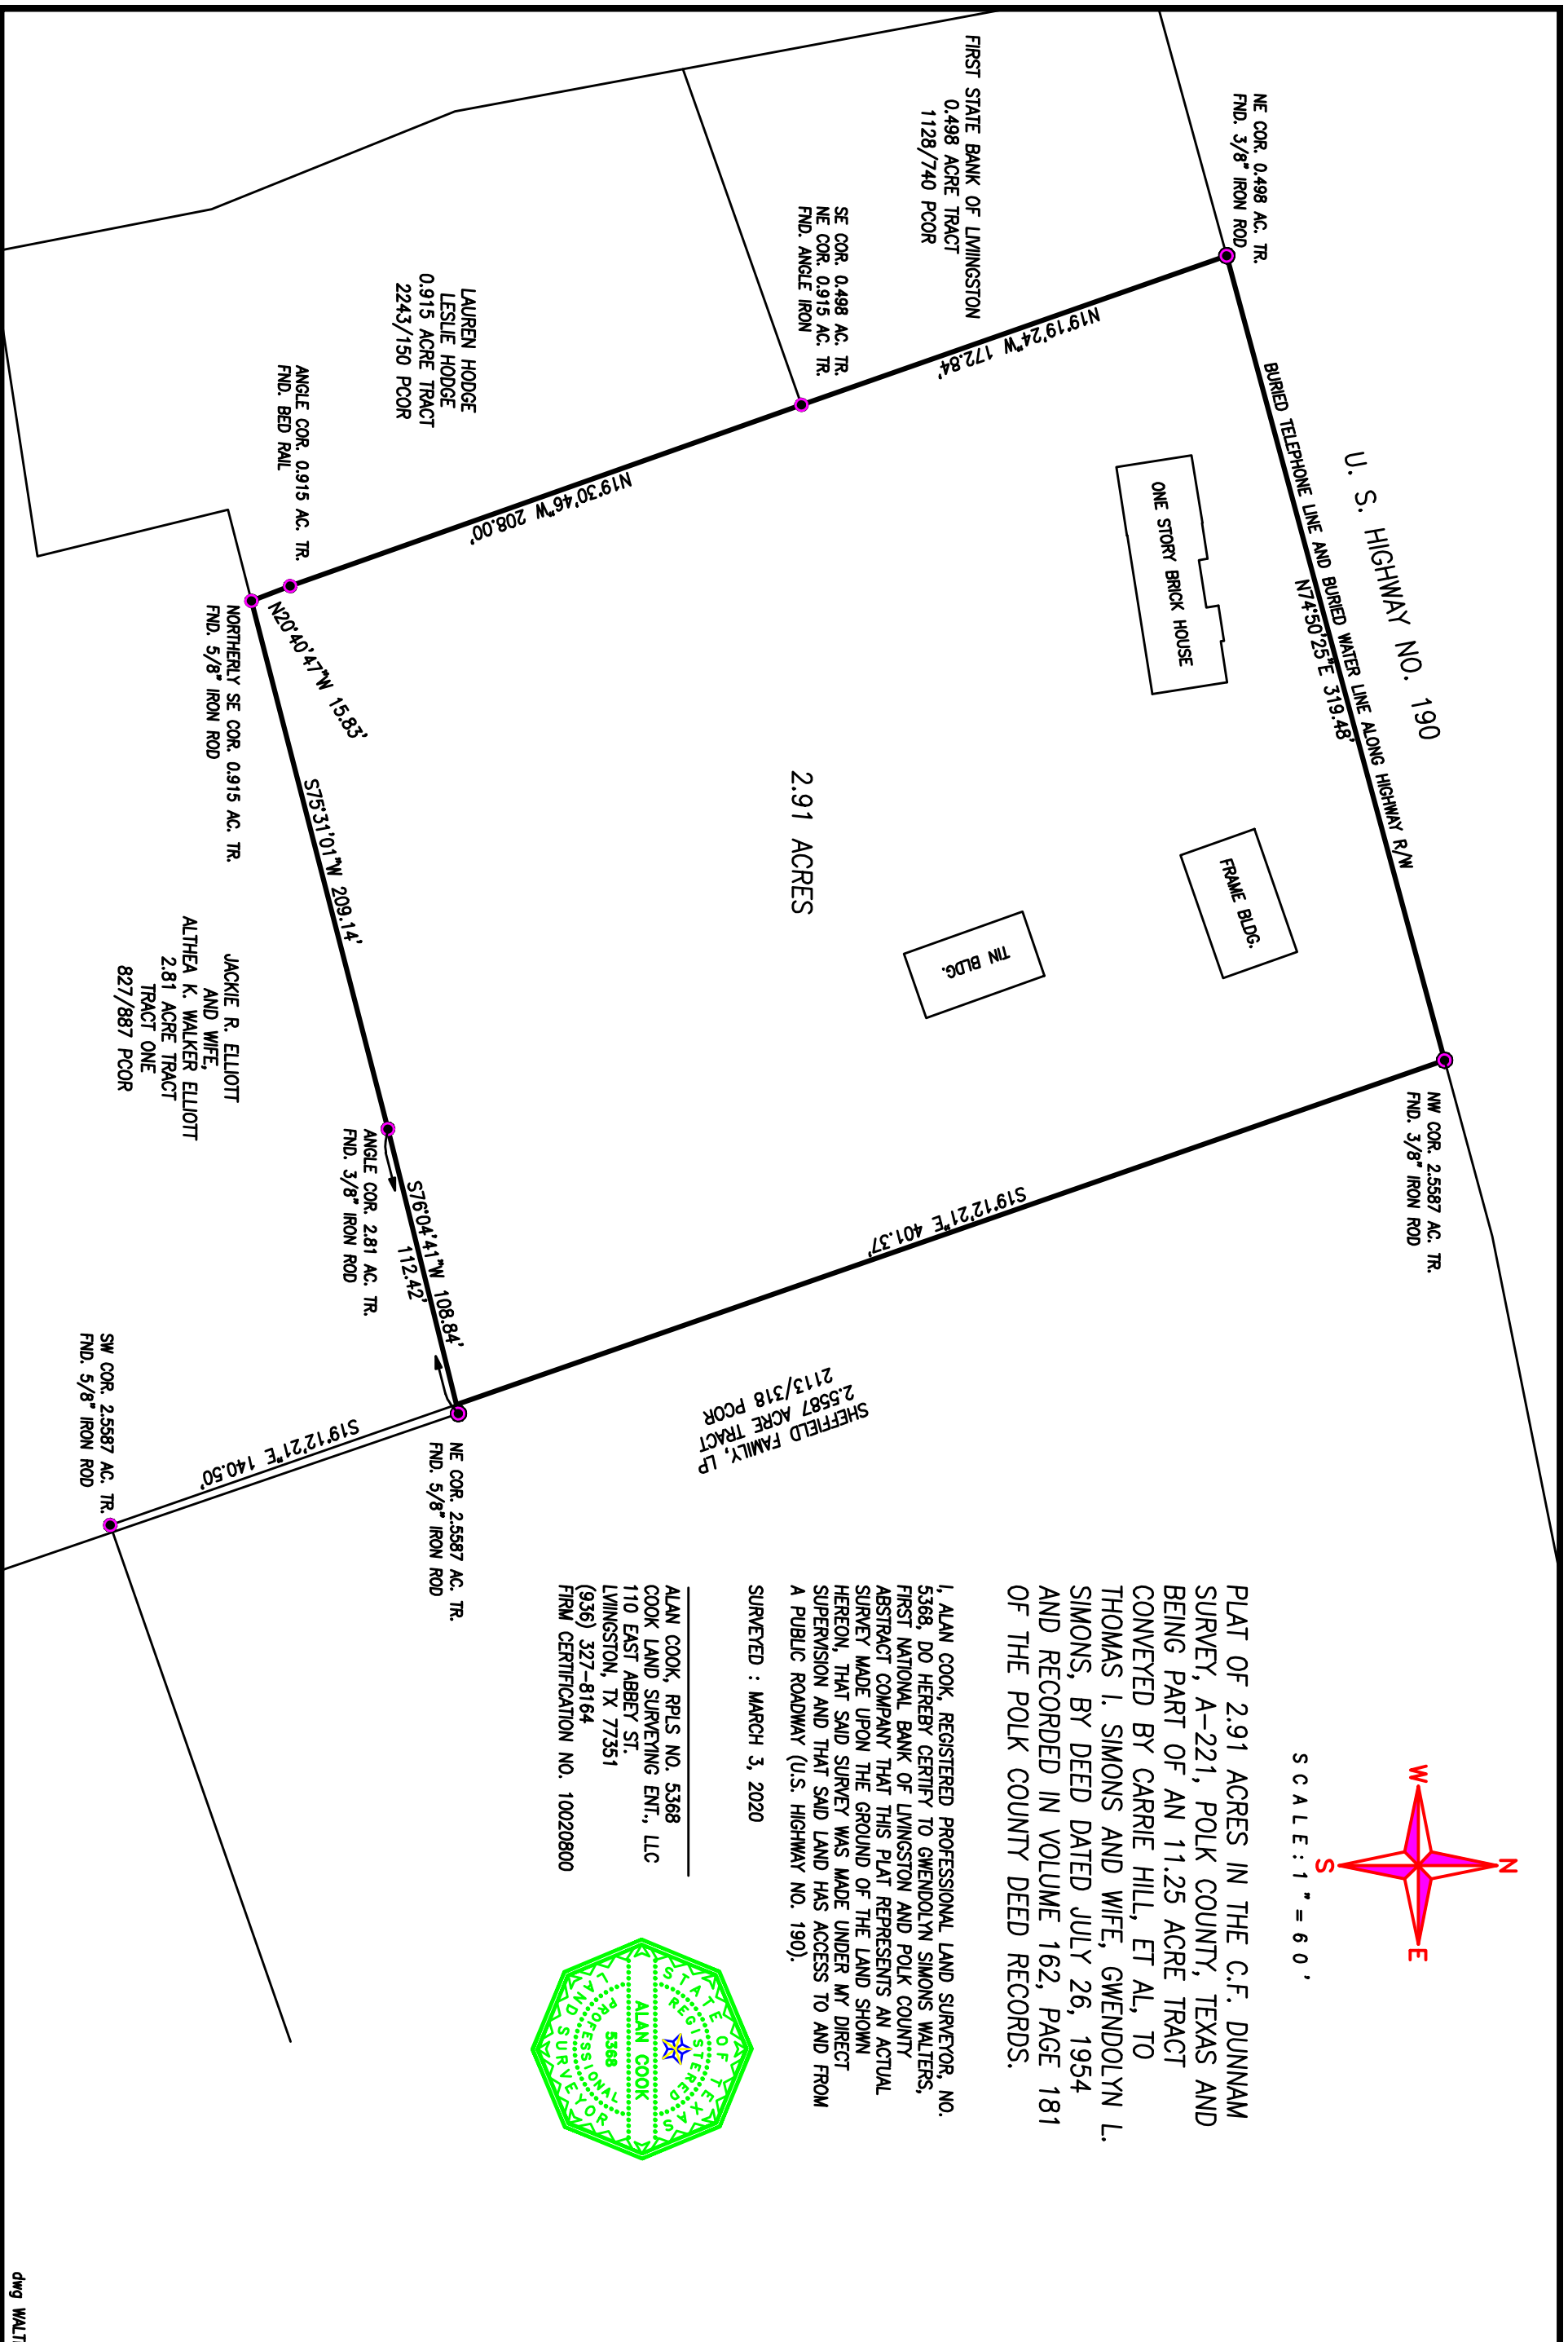 U. S. HIGHWAY NO. 190
BURIED TELEPHONE LINE AND BURIED WATER LINE ALONG HIGHWAY R/W
N74°50'25"E 319.48'
NE COR. 0.498 AC. TR.
FND. 3/8" IRON ROD
NW COR. 2.5587 AC. TR.
FND. 3/8" IRON ROD
FIRST STATE BANK OF LIVINGSTON
0.498 ACRE TRACT
1128/740 PCOR
N19°19'24"W 172.84'
ONE STORY BRICK HOUSE
FRAME BLDG.
TIN BLDG.
SE COR. 0.498 AC. TR.
NE COR. 0.915 AC. TR.
FND. ANGLE IRON
2.91 ACRES
S19°12'21"E 401.37'
SHEFFIELD FAMILY, LP
2.5587 ACRE TRACT
2113/318 PCOR
N19°30'46"W 208.00'
LAUREN HODGE
LESLIE HODGE
0.915 ACRE TRACT
2243/150 PCOR
ANGLE COR. 0.915 AC. TR.
FND. BED RAIL
N20°40'47"W 15.83'
NORTHERLY SE COR. 0.915 AC. TR.
FND. 5/8" IRON ROD
S75°31'01"W 209.14'
S76°04'41"W 108.84'
112.42'
ANGLE COR. 2.81 AC. TR.
FND. 3/8" IRON ROD
NE COR. 2.5587 AC. TR.
FND. 5/8" IRON ROD
JACKIE R. ELLIOTT
AND WIFE,
ALTHEA K. WALKER ELLIOTT
2.81 ACRE TRACT
TRACT ONE
827/887 PCOR
S19°12'21"E 140.50'
SW COR. 2.5587 AC. TR.
FND. 5/8" IRON ROD
N
W
E
S
SCALE: 1" = 60'
PLAT OF 2.91 ACRES IN THE C.F. DUNNAM
SURVEY, A-221, POLK COUNTY, TEXAS AND
BEING PART OF AN 11.25 ACRE TRACT
CONVEYED BY CARRIE HILL, ET AL, TO
THOMAS I. SIMONS AND WIFE, GWENDOLYN L.
SIMONS, BY DEED DATED JULY 26, 1954
AND RECORDED IN VOLUME 162, PAGE 181
OF THE POLK COUNTY DEED RECORDS.
I, ALAN COOK, REGISTERED PROFESSIONAL LAND SURVEYOR, NO.
5368, DO HEREBY CERTIFY TO GWENDOLYN SIMONS WALTERS,
FIRST NATIONAL BANK OF LIVINGSTON AND POLK COUNTY
ABSTRACT COMPANY THAT THIS PLAT REPRESENTS AN ACTUAL
SURVEY MADE UPON THE GROUND OF THE LAND SHOWN
HEREON, THAT SAID SURVEY WAS MADE UNDER MY DIRECT
SUPERVISION AND THAT SAID LAND HAS ACCESS TO AND FROM
A PUBLIC ROADWAY (U.S. HIGHWAY NO. 190).
SURVEYED : MARCH 3, 2020
ALAN COOK, RPLS NO. 5368
COOK LAND SURVEYING ENT., LLC
110 EAST ABBEY ST.
LVINGSTON, TX 77351
(936) 327-8164
FIRM CERTIFICATION NO. 10020800
STATE OF TEXAS
REGISTERED
ALAN COOK
5368
PROFESSIONAL
LAND SURVEYOR
dwg WALT